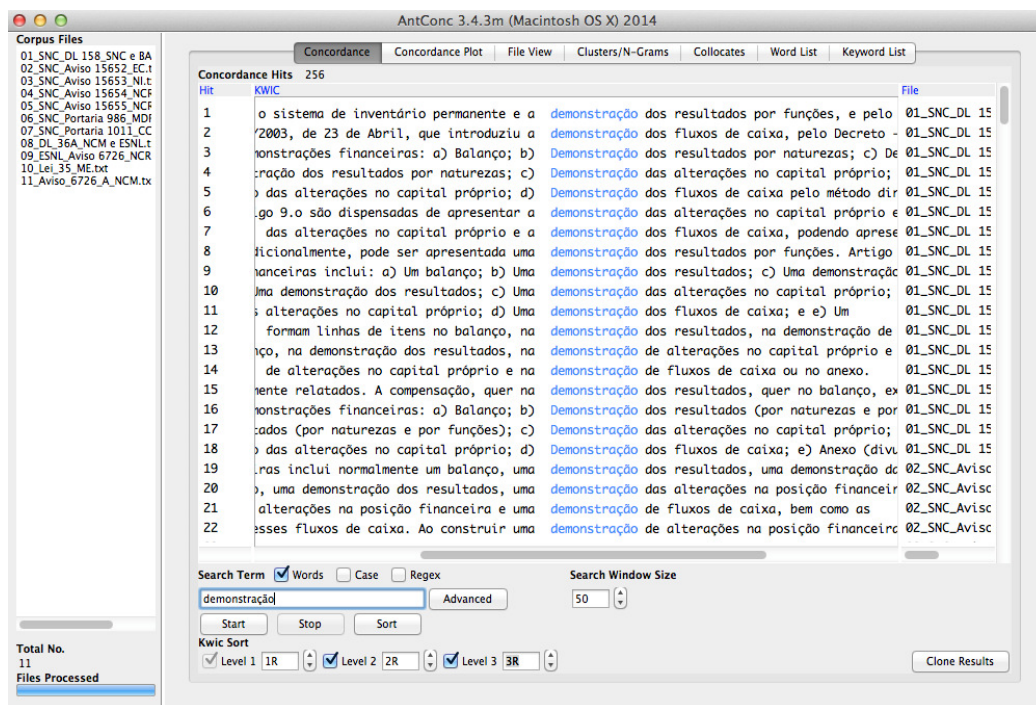 AntConc 3.4.3m (Macintosh OS X) 2014
Corpus Files
01_SNC_DL 158_SNC e BA
02_SNC_Aviso 15652_EC.t
03_SNC_Aviso 15653_NI.t
04_SNC_Aviso 15654_NCF
05_SNC_Aviso 15655_NCF
06_SNC_Portaria 986_MDF
07_SNC_Portaria 1011_CC
08_DL_36A_NCM e ESNL.t
09_ESNL_Aviso 6726_NCR
10_Lei_35_ME.txt
11_Aviso_6726_A_NCM.tx
Total No.
11
Files Processed
Concordance Concordance Plot File View Clusters/N-Grams Collocates Word List Keyword List
Concordance Hits 256
Hit KWIC File
1 o sistema de inventário permanente e a demonstração dos resultados por funções, e pelo 01_SNC_DL 15
2 /2003, de 23 de Abril, que introduziu a demonstração dos fluxos de caixa, pelo Decreto - 01_SNC_DL 15
3 monstrações financeiras: a) Balanço; b) Demonstração dos resultados por naturezas; c) De 01_SNC_DL 15
4 tração dos resultados por naturezas; c) Demonstração das alterações no capital próprio; 01_SNC_DL 15
5 o das alterações no capital próprio; d) Demonstração dos fluxos de caixa pelo método dir 01_SNC_DL 15
6 go 9.o são dispensadas de apresentar a demonstração das alterações no capital próprio e 01_SNC_DL 15
7 das alterações no capital próprio e a demonstração dos fluxos de caixa, podendo aprese 01_SNC_DL 15
8 dicionalmente, pode ser apresentada uma demonstração dos resultados por funções. Artigo 01_SNC_DL 15
9 nanceiras inclui: a) Um balanço; b) Uma demonstração dos resultados; c) Uma demonstração 01_SNC_DL 15
10 Uma demonstração dos resultados; c) Uma demonstração das alterações no capital próprio; 01_SNC_DL 15
11 s alterações no capital próprio; d) Uma demonstração dos fluxos de caixa; e e) Um 01_SNC_DL 15
12 formam linhas de itens no balanço, na demonstração dos resultados, na demonstração de 01_SNC_DL 15
13 nço, na demonstração dos resultados, na demonstração de alterações no capital próprio e 01_SNC_DL 15
14 de alterações no capital próprio e na demonstração de fluxos de caixa ou no anexo. 01_SNC_DL 15
15 mente relatados. A compensação, quer na demonstração dos resultados, quer no balanço, ex 01_SNC_DL 15
16 monstrações financeiras: a) Balanço; b) Demonstração dos resultados (por naturezas e por 01_SNC_DL 15
17 tados (por naturezas e por funções); c) Demonstração das alterações no capital próprio; 01_SNC_DL 15
18 o das alterações no capital próprio; d) Demonstração dos fluxos de caixa; e) Anexo (divu 01_SNC_DL 15
19 ras inclui normalmente um balanço, uma demonstração dos resultados, uma demonstração da 02_SNC_Avisc
20 o, uma demonstração dos resultados, uma demonstração das alterações na posição financeir 02_SNC_Avisc
21 alterações na posição financeira e uma demonstração de fluxos de caixa, bem como as 02_SNC_Avisc
22 esses fluxos de caixa. Ao construir uma demonstração de alterações na posição financeira 02_SNC_Avisc
Search Term Words Case Regex Search Window Size
demonstração Advanced 50
Start Stop Sort
Kwic Sort
Level 1 1R Level 2 2R Level 3 3R Clone Results